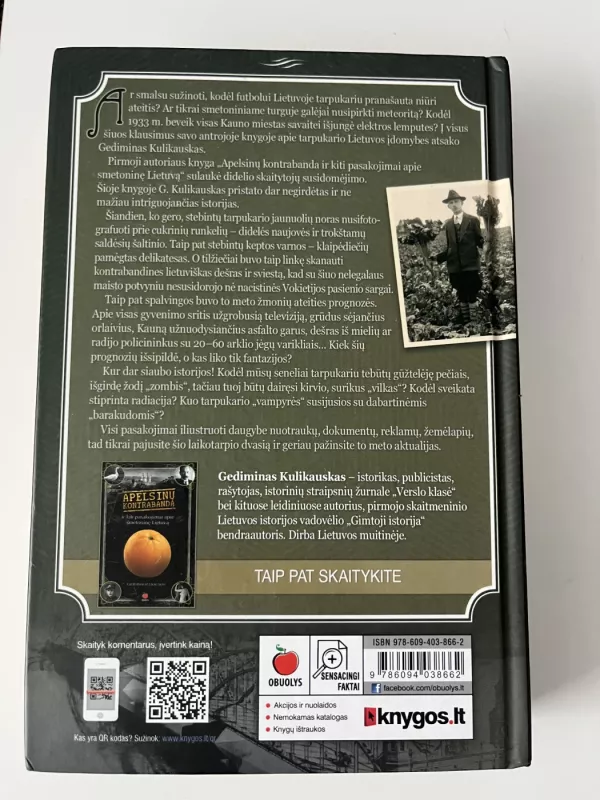 Ar smalsu sužinoti, kodėl futbolui Lietuvoje tarpukariu pranašauta niūri
ateitis? Ar tikrai smetoniniame turguje galėjai nusipirkti meteoritą? Kodėl
1933 m. beveik visas Kauno miestas savaitei išjungė elektros lemputes? Į visus
šiuos klausimus savo antrojoje knygoje apie tarpukario Lietuvos įdomybes atsako
Gediminas Kulikauskas.
Pirmoji autoriaus knyga „Apelsinų kontrabanda ir kiti pasakojimai apie
smetoninę Lietuvą“ sulaukė didelio skaitytojų susidomėjimo.
Šioje knygoje G. Kulikauskas pristato dar negirdėtas ir ne
mažiau intriguojančias istorijas.
Šiandien, ko gero, stebintų tarpukario jaunuolių noras nusifoto-
grafuoti prie cukrinių runkelių – didelės naujovės ir trokštamų
saldėsių šaltinio. Taip pat stebintų keptos varnos – klaipėdiečių
pamėgtas delikatesas. O tilžiečiai buvo taip linkę skanauti
kontrabandines lietuviškas dešras ir sviestą, kad su šiuo nelegalaus
maisto potvyniu nesusidorojo nė nacistinės Vokietijos pasienio sargai.
Taip pat spalvingos buvo to meto žmonių ateities prognozės.
Apie visas gyvenimo sritis užgrobusią televiziją, grūdus sėjančius
orlaivius, Kauną užnuodysiančius asfalto garus, dešras iš mielių ar
radijo policininkus su 20–60 arklio jėgų varikliais... Kiek šių
prognozių išsipildė, o kas liko tik fantazijos?
Kur dar siaubo istorijos! Kodėl mūsų seneliai tarpukariu tebūtų gūžtelėję pečiais,
išgirdę žodį „zombis“, tačiau tuoj būtų dairęsi kirvio, surikus „vilkas“? Kodėl sveikata
stiprinta radiacija? Kuo tarpukario „vampyrės“ susijusios su dabartinėmis
„barakudomis“?
Visi pasakojimai iliustruoti daugybe nuotraukų, dokumentų, reklamų, žemėlapių,
tad tikrai pajusite šio laikotarpio dvasią ir geriau pažinsite to meto aktualijas.
APELSINŲ
KONTRABANDA
Gediminas Kulikauskas – istorikas, publicistas,
rašytojas, istorinių straipsnių žurnale „Verslo klasė“
bei kituose leidiniuose autorius, pirmojo skaitmeninio
Lietuvos istorijos vadovėlio „Gimtoji istorija“
bendraautoris. Dirba Lietuvos muitinėje.
TAIP PAT SKAITYKITE
Skaityk komentarus, įvertink kainą!
Kas yra QR kodas? Sužinok: www.knygos.lt/qr
OBUOLYS
SENSACINGI
FAKTAI
• Akcijos ir nuolaidos
• Nemokamas katalogas
• Knygų ištraukos
ISBN 978-609-403-866-2
9 786094 038662
facebook.com/obuolys.lt
knygos.lt